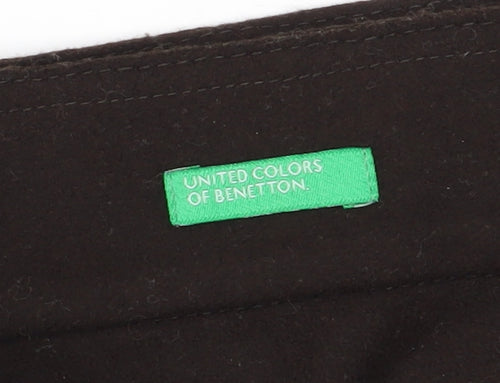 UNITED COLORS
OF BENETTON.